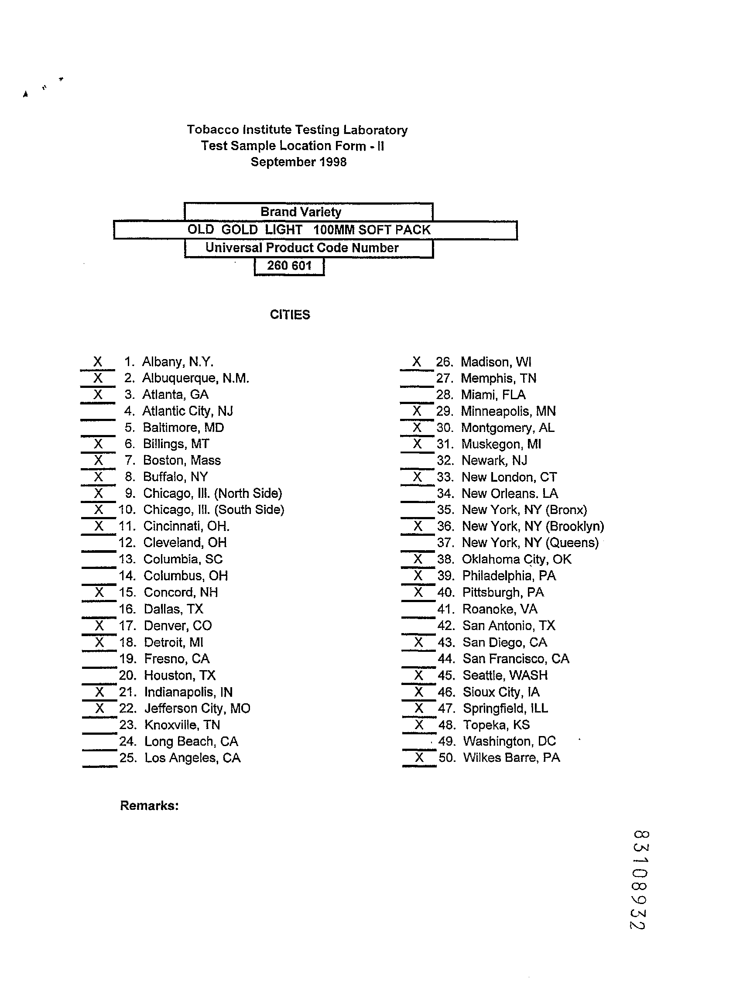 Tobacco Institute Testing Laboratory
Test Sample Location Form - II
September 1998
Brand Variety
OLD GOLD LIGHT 100MM SOFT PACK
Universal Product Code Number
260 601
CITIES
X 1. Albany, N.Y.
X 2. Albuquerque, N.M.
X 3. Atlanta, GA
4. Atlantic City, NJ
5. Baltimore, MD
X 6. Billings, MT
X 7. Boston, Mass
X 8. Buffalo, NY
X 9. Chicago, Ill. (North Side)
X 10. Chicago, Ill. (South Side)
X 11. Cincinnati, OH.
12. Cleveland, OH
13. Columbia, SC
14. Columbus, OH
X 15. Concord, NH
16. Dallas, TX
X 17. Denver, CO
X 18. Detroit, MI
19. Fresno, CA
20. Houston, TX
X 21. Indianapolis, IN
X 22. Jefferson City, MO
23. Knoxville, TN
24. Long Beach, CA
25. Los Angeles, CA
X 26. Madison, WI
27. Memphis, TN
28. Miami, FLA
X 29. Minneapolis, MN
X 30. Montgomery, AL
X 31. Muskegon, MI
32. Newark, NJ
X 33. New London, CT
34. New Orleans. LA
35. New York, NY (Bronx)
X 36. New York, NY (Brooklyn)
37. New York, NY (Queens)
X 38. Oklahoma City, OK
X 39. Philadelphia, PA
X 40. Pittsburgh, PA
41. Roanoke, VA
42. San Antonio, TX
X 43. San Diego, CA
44. San Francisco, CA
X 45. Seattle, WASH
X 46. Sioux City, IA
X 47. Springfield, ILL
X 48. Topeka, KS
49. Washington, DC
X 50. Wilkes Barre, PA
Remarks:
83108932